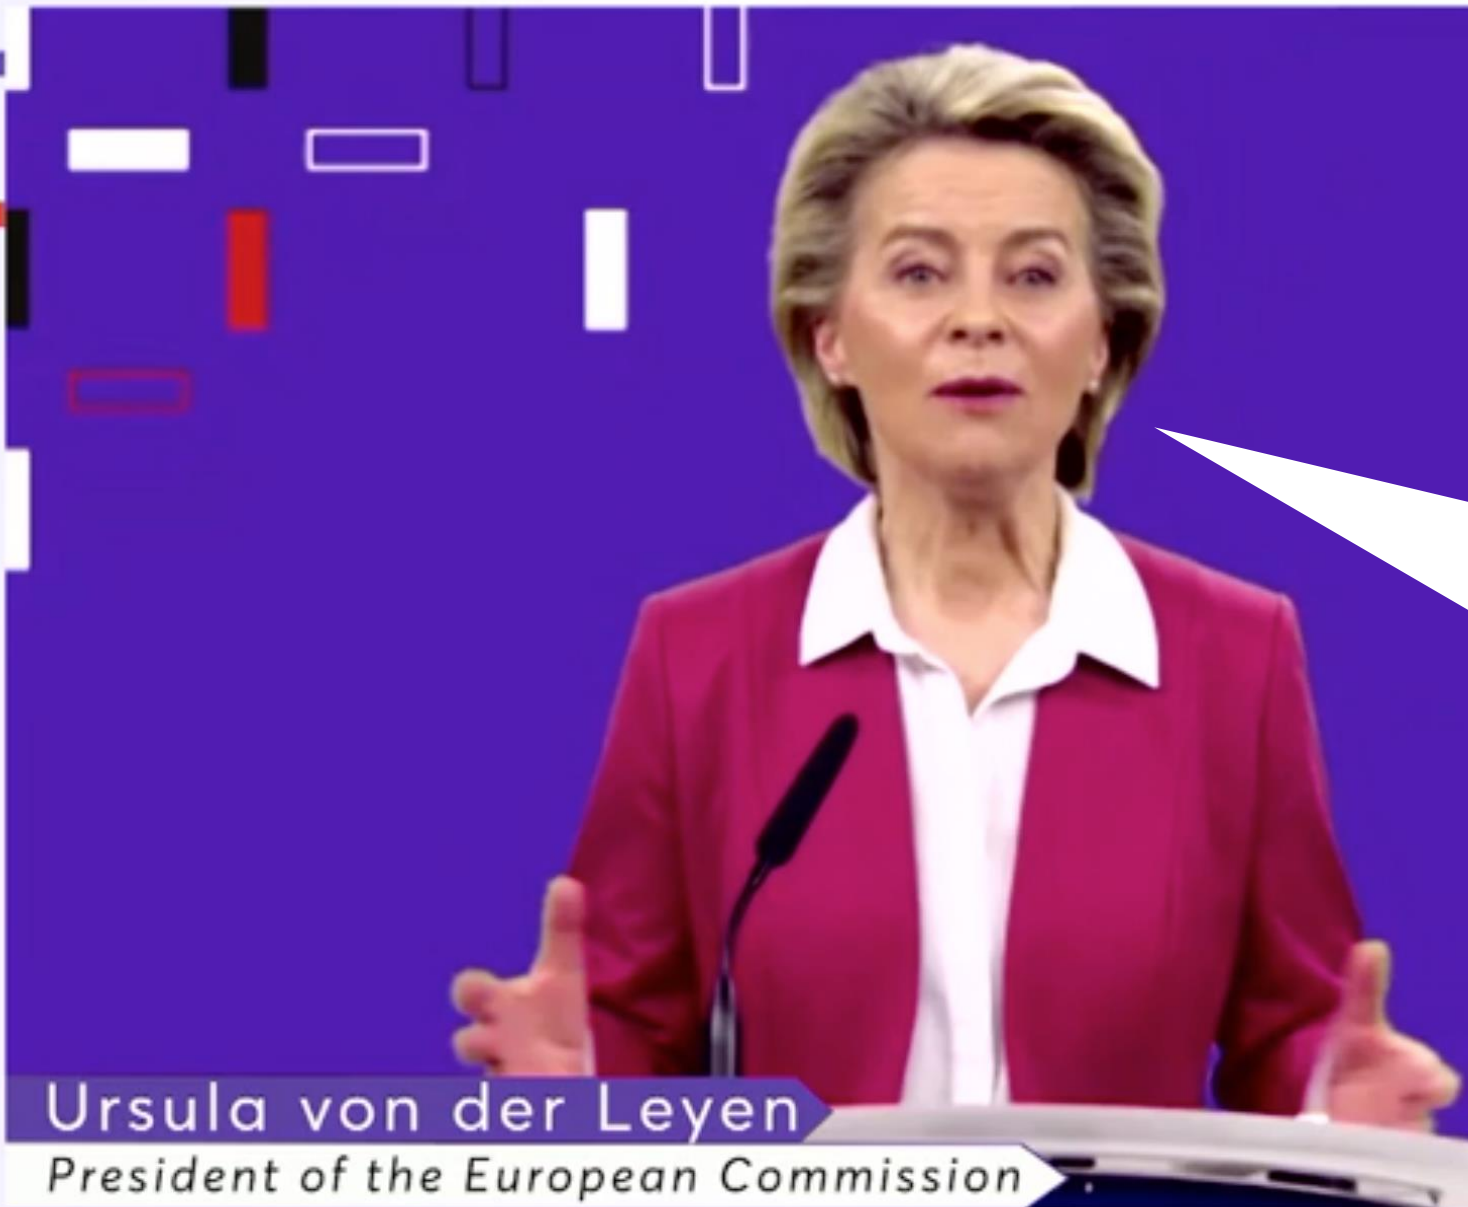 Ursula von der Leyen
President of the European Commission